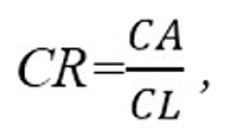 CR = CA / CL ,